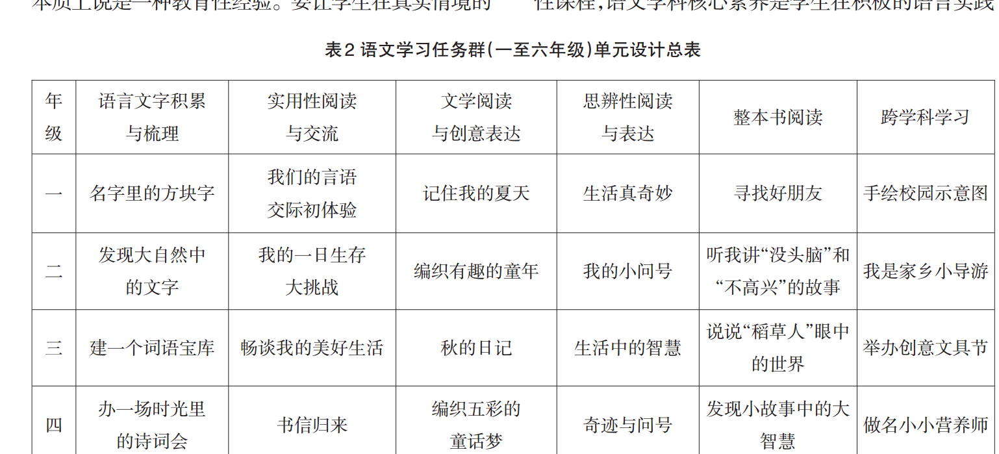 本质上说是一种教育性经验。要让学生在真实情境的
性课程,语文学科核心素养是学生在积极的语言实践
表2 语文学习任务群(一至六年级)单元设计总表
年级
语言文字积累
与梳理
实用性阅读
与交流
文学阅读
与创意表达
思辨性阅读
与表达
整本书阅读
跨学科学习
一
名字里的方块字
我们的言语
交际初体验
记住我的夏天
生活真奇妙
寻找好朋友
手绘校园示意图
二
发现大自然中
的文字
我的一日生存
大挑战
编织有趣的童年
我的小问号
听我讲“没头脑”和
“不高兴”的故事
我是家乡小导游
三
建一个词语宝库
畅谈我的美好生活
秋的日记
生活中的智慧
说说“稻草人”眼中
的世界
举办创意文具节
四
办一场时光里
的诗词会
书信归来
编织五彩的
童话梦
奇迹与问号
发现小故事中的大
智慧
做名小小营养师